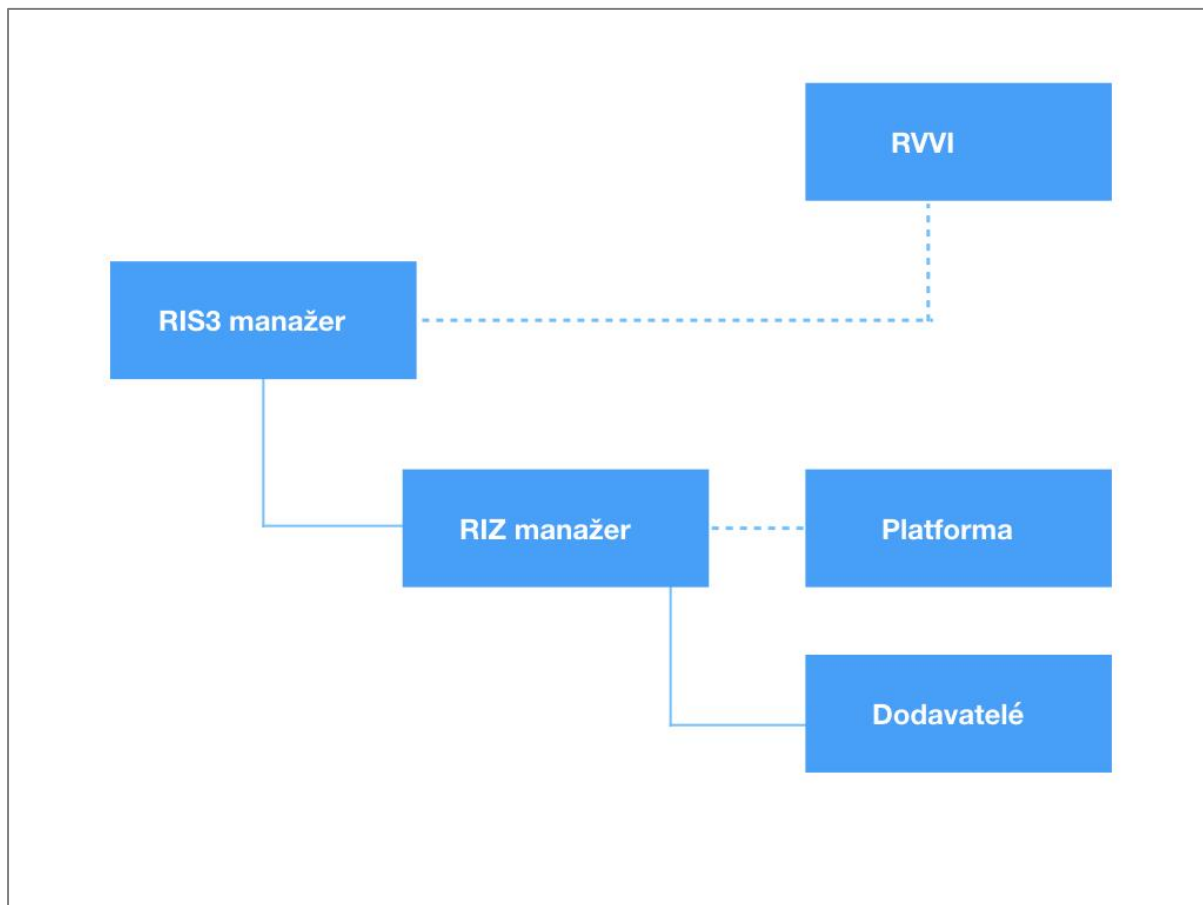 RVVI
RIS3 manažer
RIZ manažer
Platforma
Dodavatelé